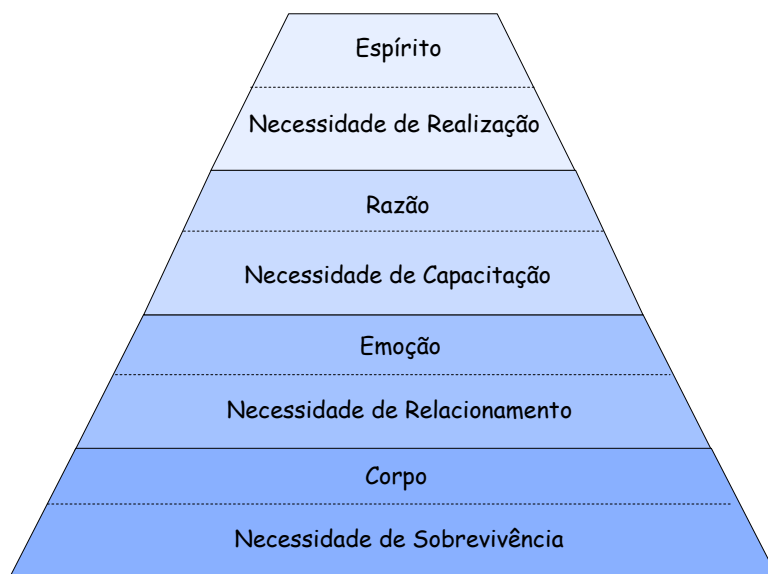 Espírito
Necessidade de Realização
Razão
Necessidade de Capacitação
Emoção
Necessidade de Relacionamento
Corpo
Necessidade de Sobrevivência